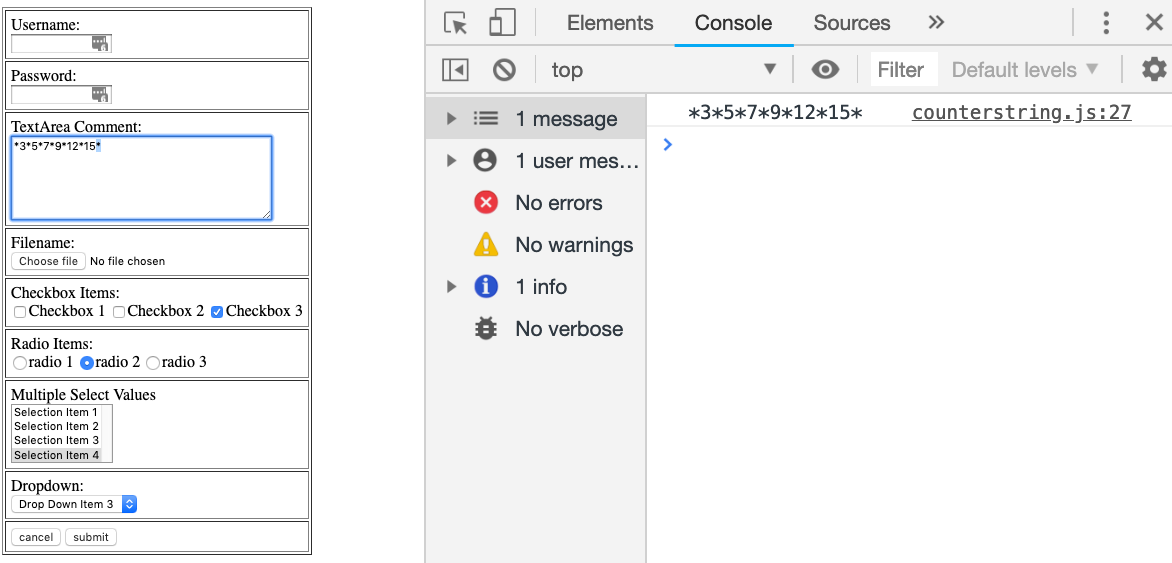 Username:
Password:
TextArea Comment:
*3*5*7*9*12*15*
Filename:
Choose file No file chosen
Checkbox Items:
Checkbox 1 Checkbox 2 Checkbox 3
Radio Items:
radio 1 radio 2 radio 3
Multiple Select Values
Selection Item 1
Selection Item 2
Selection Item 3
Selection Item 4
Dropdown:
Drop Down Item 3
cancel submit
Elements Console Sources »
top Filter Default levels
1 message
1 user mes...
No errors
No warnings
1 info
No verbose
*3*5*7*9*12*15* counterstring.js:27
>